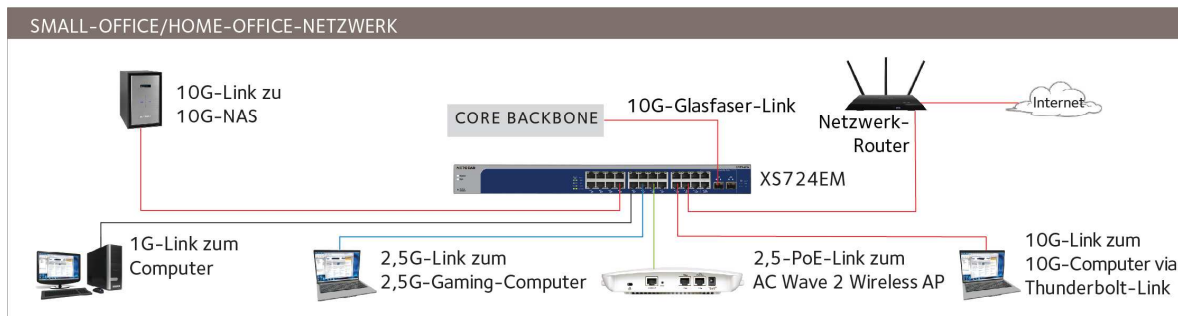 SMALL-OFFICE/HOME-OFFICE-NETZWERK
10G-Link zu
10G-NAS
CORE BACKBONE
10G-Glasfaser-Link
Netzwerk-
Router
Internet
XS724EM
1G-Link zum
Computer
2,5G-Link zum
2,5G-Gaming-Computer
2,5-PoE-Link zum
AC Wave 2 Wireless AP
10G-Link zum
10G-Computer via
Thunderbolt-Link